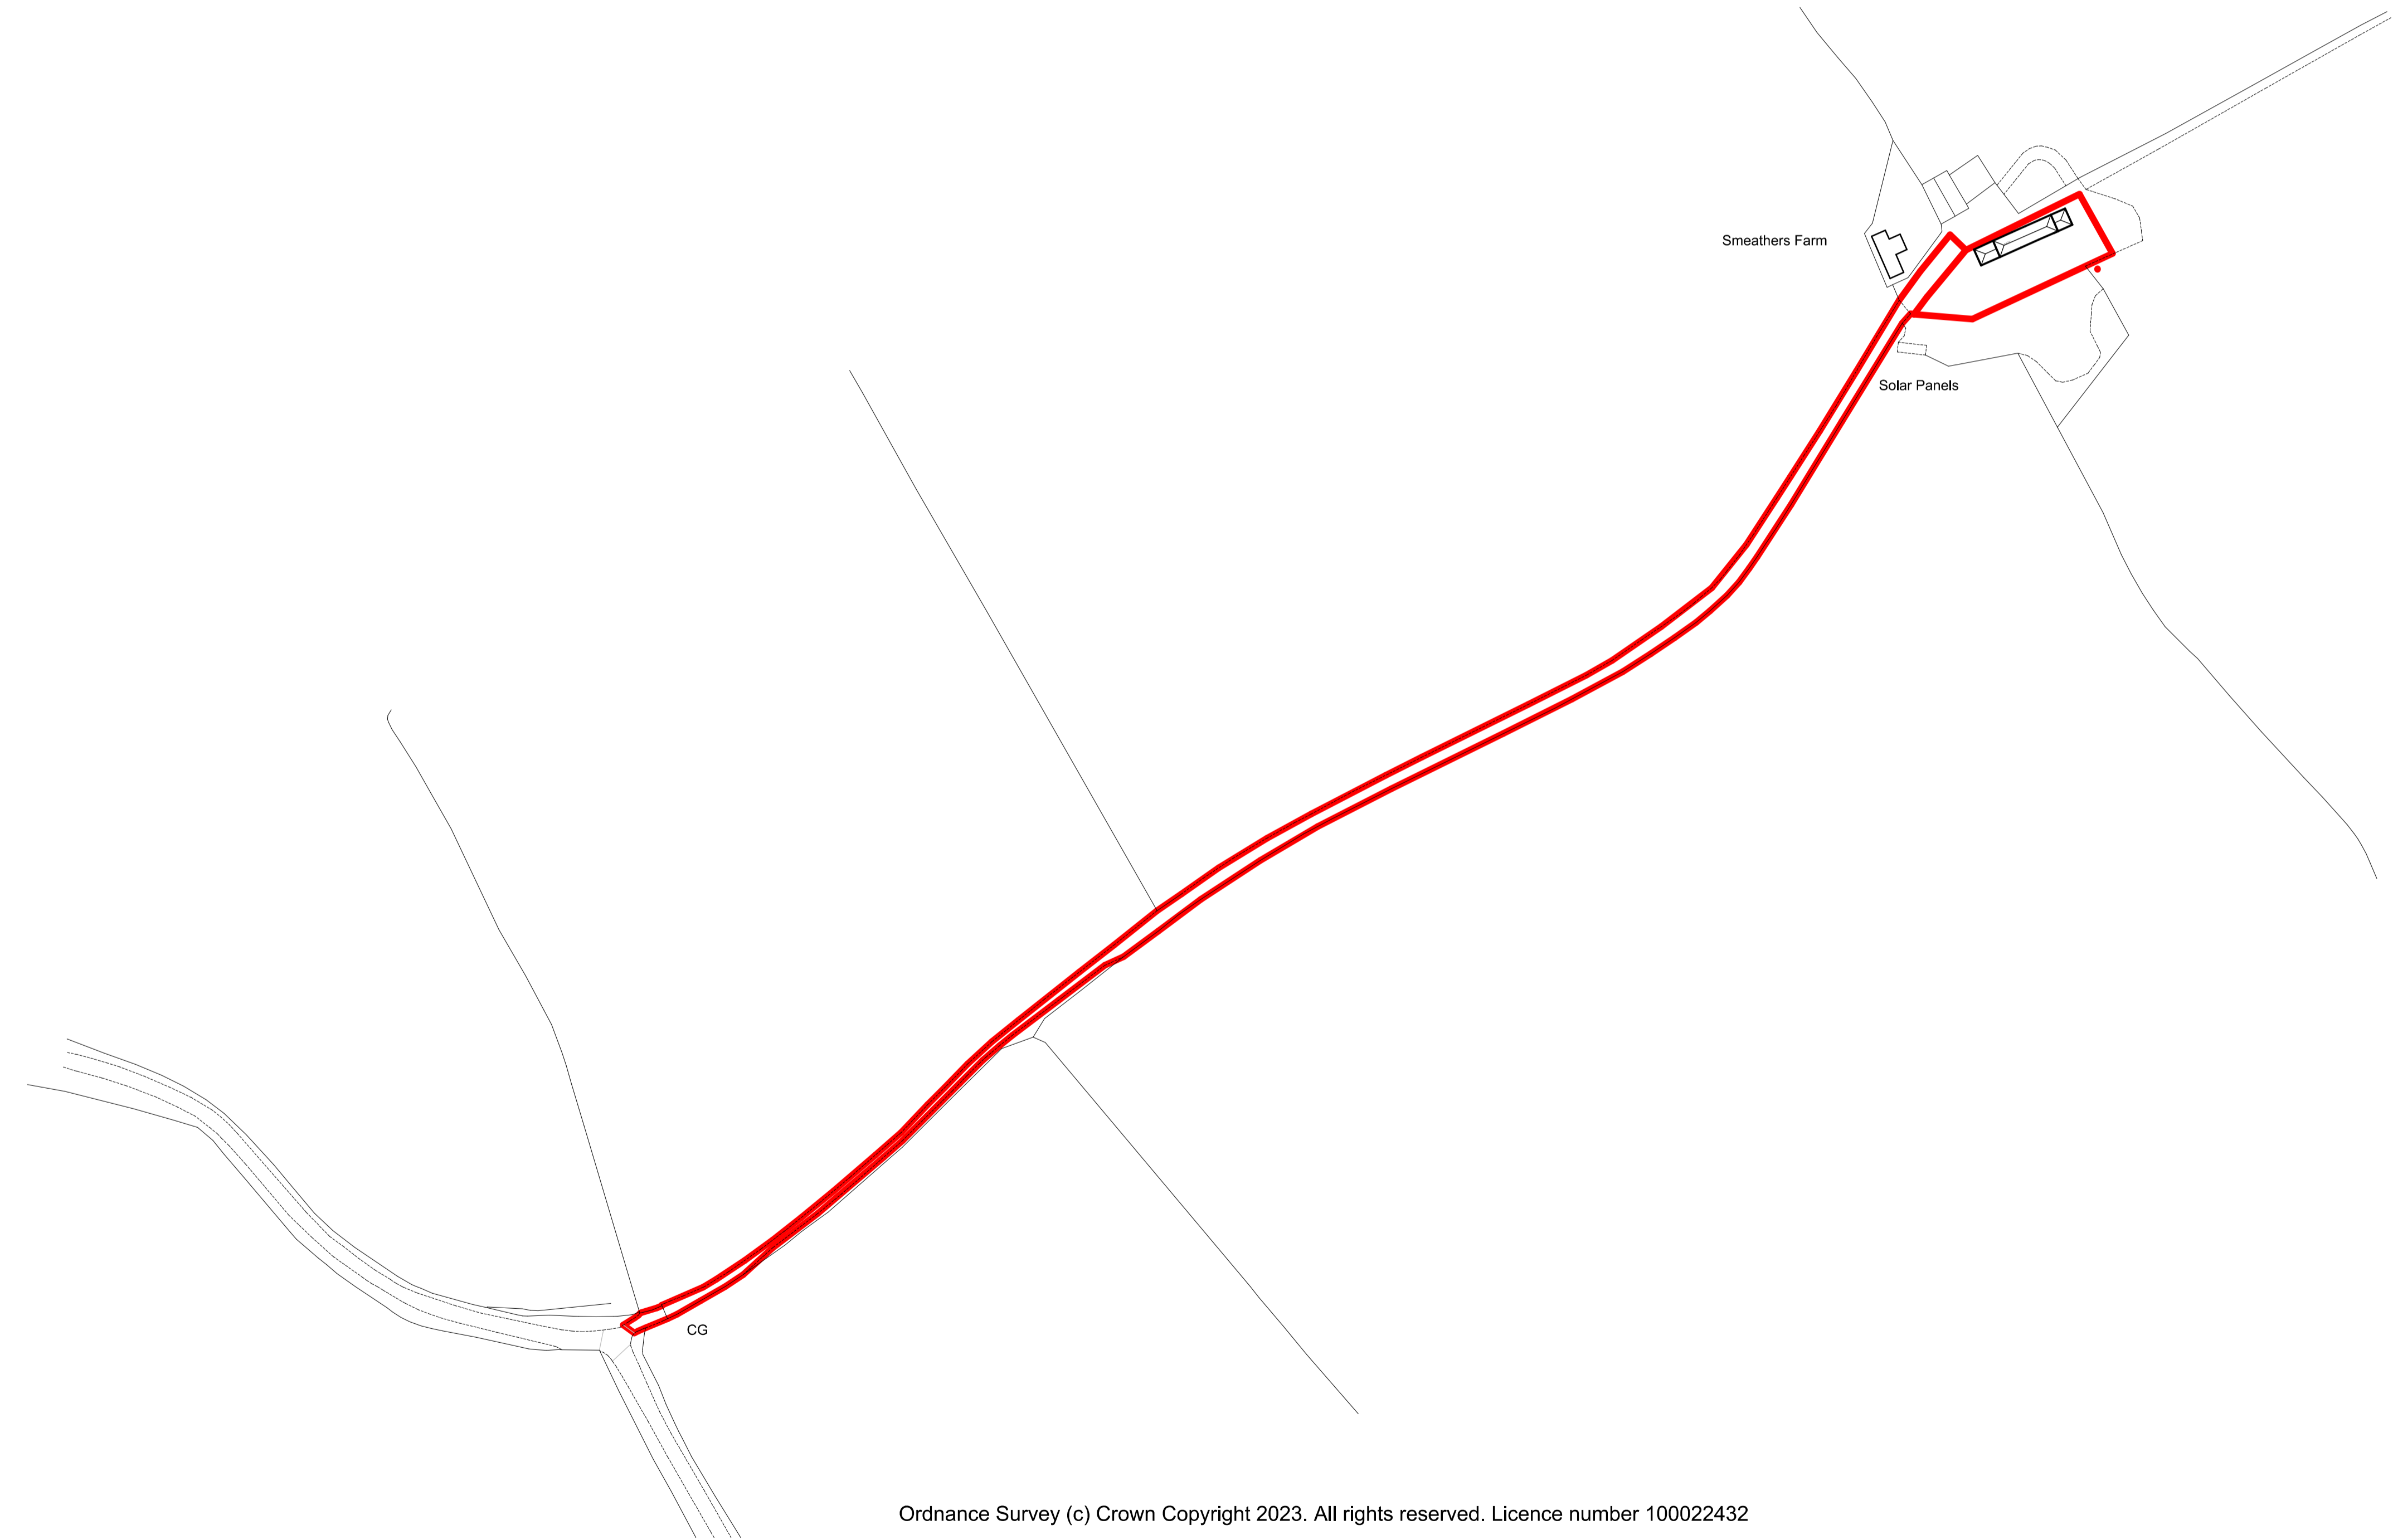 Smeathers Farm
Solar Panels
CG
Ordnance Survey (c) Crown Copyright 2023. All rights reserved. Licence number 100022432